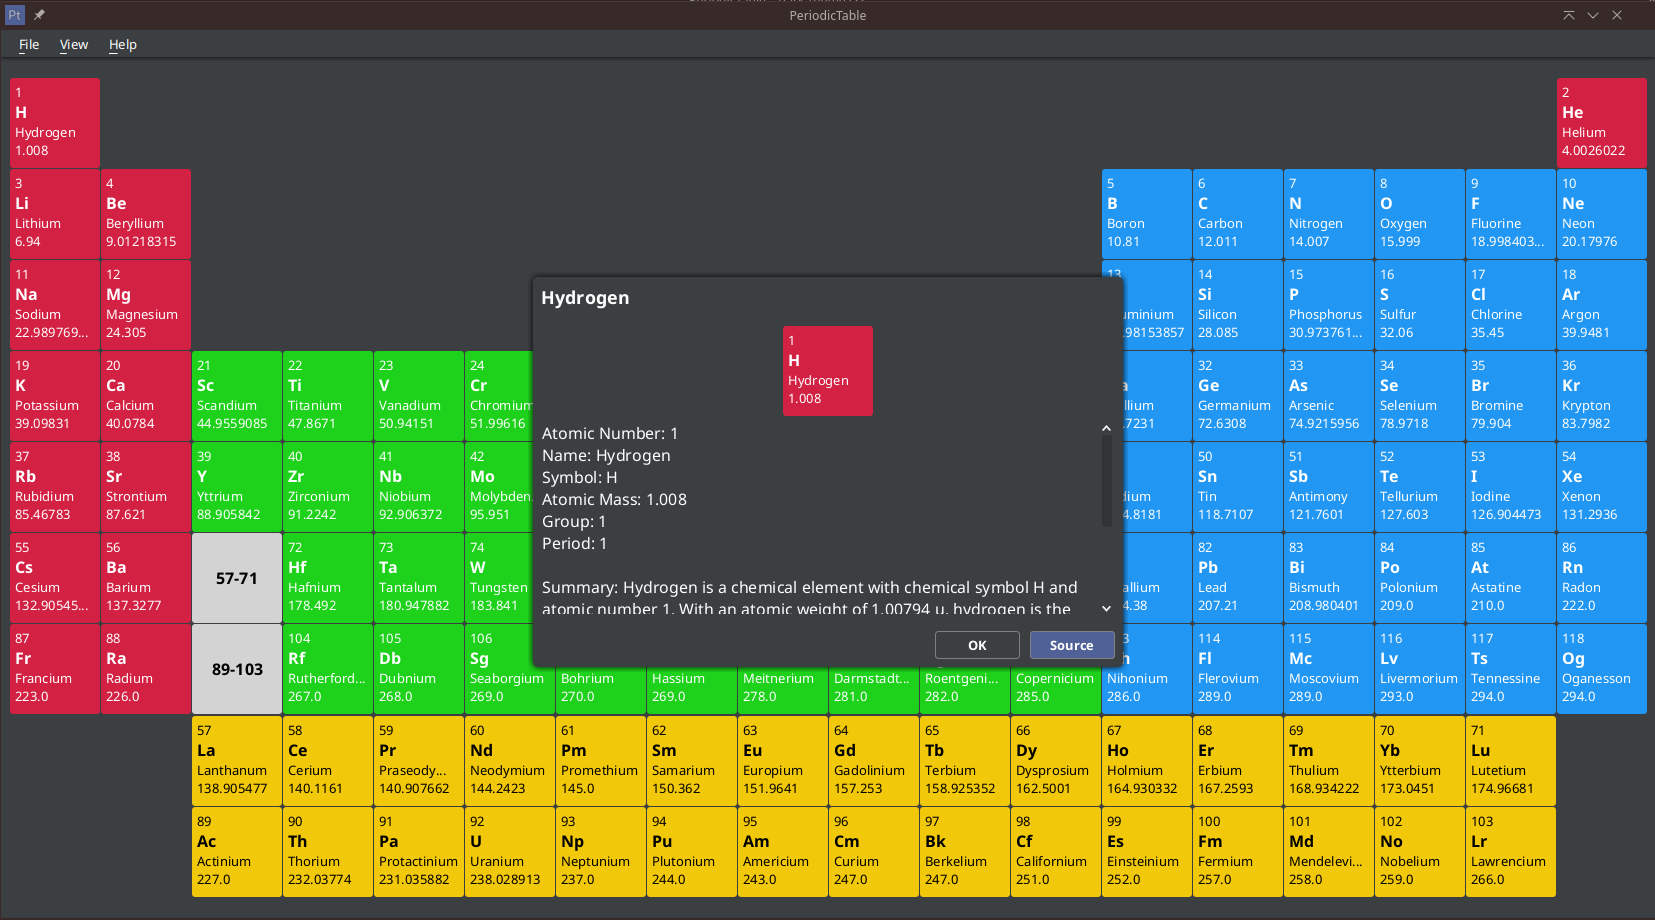 Pt
PeriodicTable
File View Help
1
H
Hydrogen
1.008
2
He
Helium
4.0026022
3
Li
Lithium
6.94
4
Be
Beryllium
9.01218315
5
B
Boron
10.81
6
C
Carbon
12.011
7
N
Nitrogen
14.007
8
O
Oxygen
15.999
9
F
Fluorine
18.998403...
10
Ne
Neon
20.17976
11
Na
Sodium
22.989769...
12
Mg
Magnesium
24.305
13
uminium
.98153857
14
Si
Silicon
28.085
15
P
Phosphorus
30.973761...
16
S
Sulfur
32.06
17
Cl
Chlorine
35.45
18
Ar
Argon
39.9481
19
K
Potassium
39.09831
20
Ca
Calcium
40.0784
21
Sc
Scandium
44.9559085
22
Ti
Titanium
47.8671
23
V
Vanadium
50.94151
24
Cr
Chromium
51.99616
a
llium
.7231
32
Ge
Germanium
72.6308
33
As
Arsenic
74.9215956
34
Se
Selenium
78.9718
35
Br
Bromine
79.904
36
Kr
Krypton
83.7982
37
Rb
Rubidium
85.46783
38
Sr
Strontium
87.621
39
Y
Yttrium
88.905842
40
Zr
Zirconium
91.2242
41
Nb
Niobium
92.906372
42
Mo
Molybden
95.951
dium
4.8181
50
Sn
Tin
118.7107
51
Sb
Antimony
121.7601
52
Te
Tellurium
127.603
53
I
Iodine
126.904473
54
Xe
Xenon
131.2936
55
Cs
Cesium
132.90545...
56
Ba
Barium
137.3277
57-71
72
Hf
Hafnium
178.492
73
Ta
Tantalum
180.947882
74
W
Tungsten
183.841
allium
4.38
82
Pb
Lead
207.21
83
Bi
Bismuth
208.980401
84
Po
Polonium
209.0
85
At
Astatine
210.0
86
Rn
Radon
222.0
87
Fr
Francium
223.0
88
Ra
Radium
226.0
89-103
104
Rf
Rutherford...
267.0
105
Db
Dubnium
268.0
106
Sg
Seaborgium
269.0
Bohrium
270.0
Hassium
269.0
Meitnerium
278.0
Darmstadt...
281.0
Roentgeni...
282.0
Copernicium
285.0
3
h
Nihonium
286.0
114
Fl
Flerovium
289.0
115
Mc
Moscovium
289.0
116
Lv
Livermorium
293.0
117
Ts
Tennessine
294.0
118
Og
Oganesson
294.0
57
La
Lanthanum
138.905477
58
Ce
Cerium
140.1161
59
Pr
Praseody...
140.907662
60
Nd
Neodymium
144.2423
61
Pm
Promethium
145.0
62
Sm
Samarium
150.362
63
Eu
Europium
151.9641
64
Gd
Gadolinium
157.253
65
Tb
Terbium
158.925352
66
Dy
Dysprosium
162.5001
67
Ho
Holmium
164.930332
68
Er
Erbium
167.2593
69
Tm
Thulium
168.934222
70
Yb
Ytterbium
173.0451
71
Lu
Lutetium
174.96681
89
Ac
Actinium
227.0
90
Th
Thorium
232.03774
91
Pa
Protactinium
231.035882
92
U
Uranium
238.028913
93
Np
Neptunium
237.0
94
Pu
Plutonium
244.0
95
Am
Americium
243.0
96
Cm
Curium
247.0
97
Bk
Berkelium
247.0
98
Cf
Californium
251.0
99
Es
Einsteinium
252.0
100
Fm
Fermium
257.0
101
Md
Mendelevi...
258.0
102
No
Nobelium
259.0
103
Lr
Lawrencium
266.0
Hydrogen
1
H
Hydrogen
1.008
Atomic Number: 1
Name: Hydrogen
Symbol: H
Atomic Mass: 1.008
Group: 1
Period: 1
Summary: Hydrogen is a chemical element with chemical symbol H and
atomic number 1. With an atomic weight of 1.00794 u, hydrogen is the
OK Source